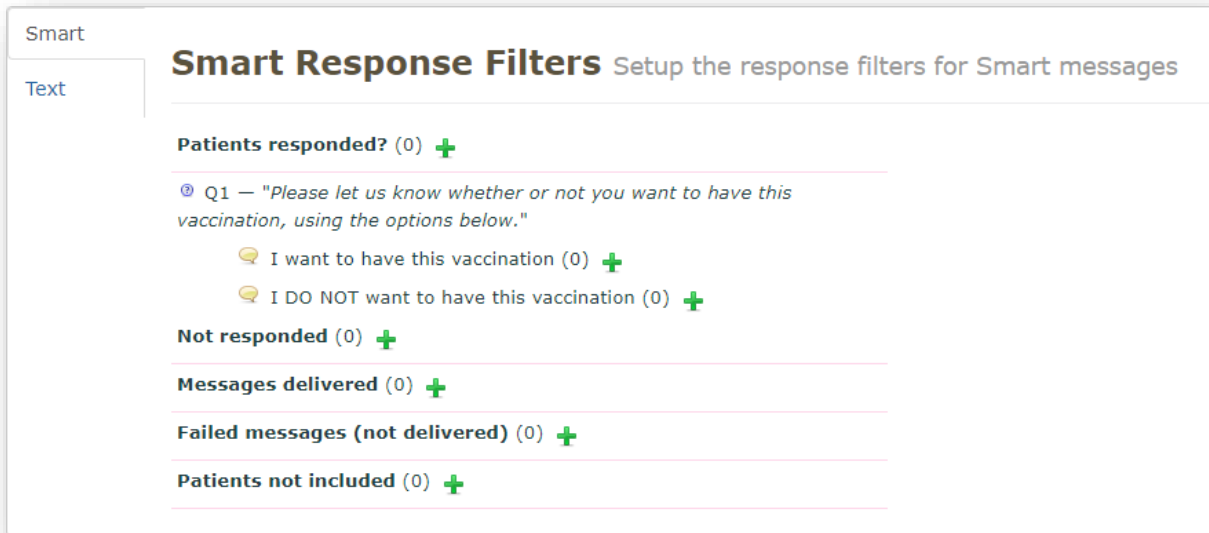 Smart
Text
Smart Response Filters Setup the response filters for Smart messages
Patients responded? (0)
Q1 — "Please let us know whether or not you want to have this
vaccination, using the options below."
I want to have this vaccination (0)
I DO NOT want to have this vaccination (0)
Not responded (0)
Messages delivered (0)
Failed messages (not delivered) (0)
Patients not included (0)